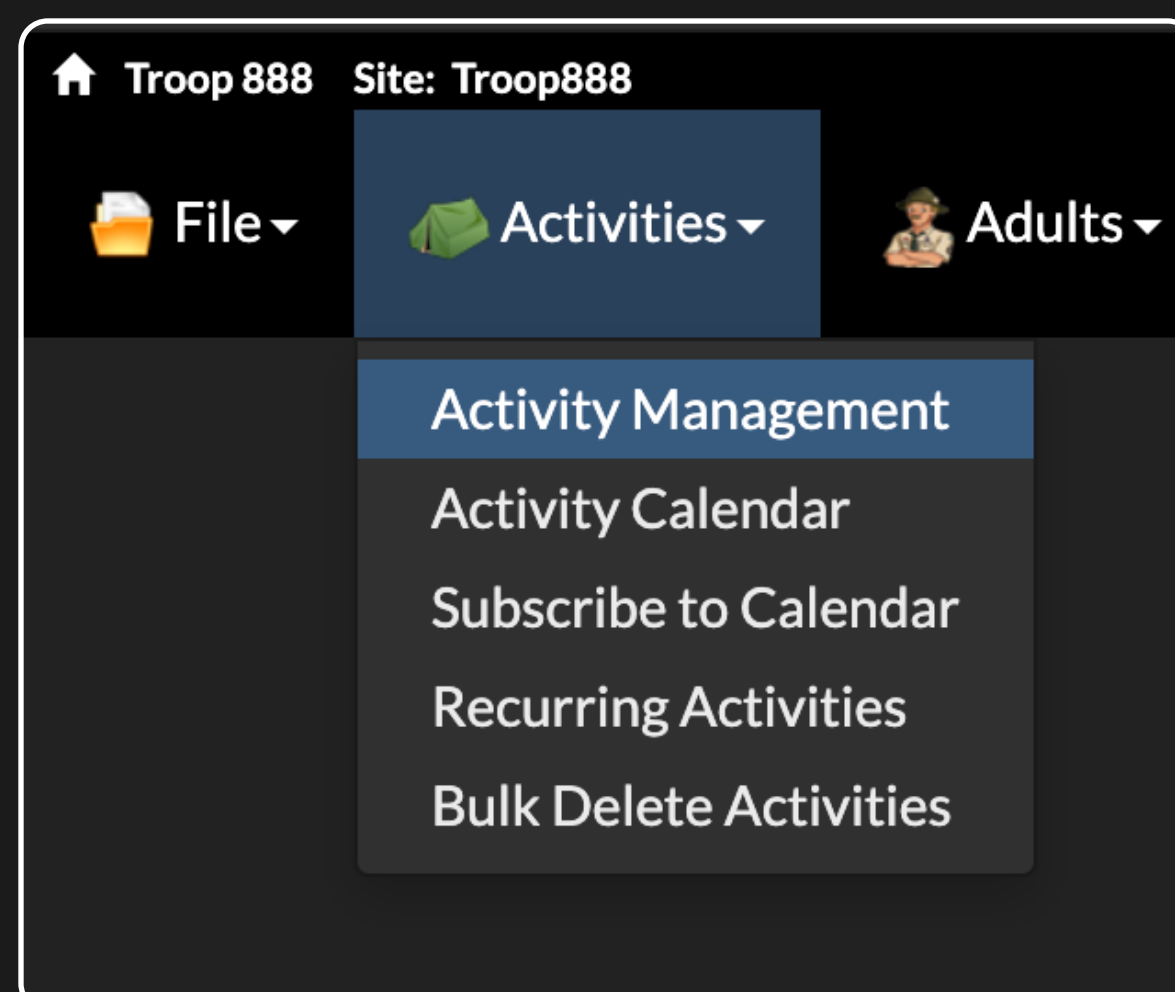 Troop 888 Site: Troop888
File Activities Adults
Activity Management
Activity Calendar
Subscribe to Calendar
Recurring Activities
Bulk Delete Activities